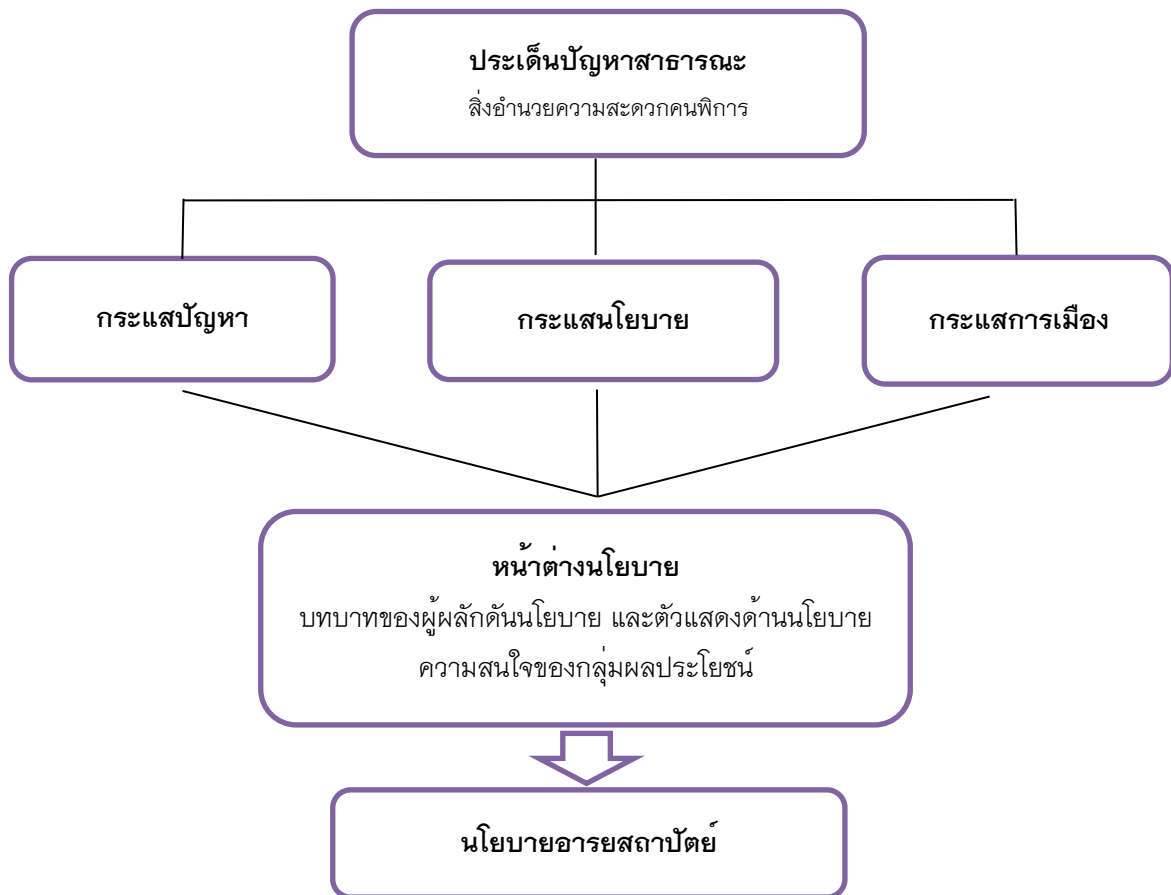 ประเด็นปัญหาสาธารณะ
สิ่งอำนวยความสะดวกคนพิการ
กระแสปัญหา
กระแสนโยบาย
กระแสการเมือง
หน้าต่างนโยบาย
บทบาทของผู้ผลักดันนโยบาย และตัวแสดงด้านนโยบาย
ความสนใจของกลุ่มผลประโยชน์
นโยบายอารยสถาปัตย์